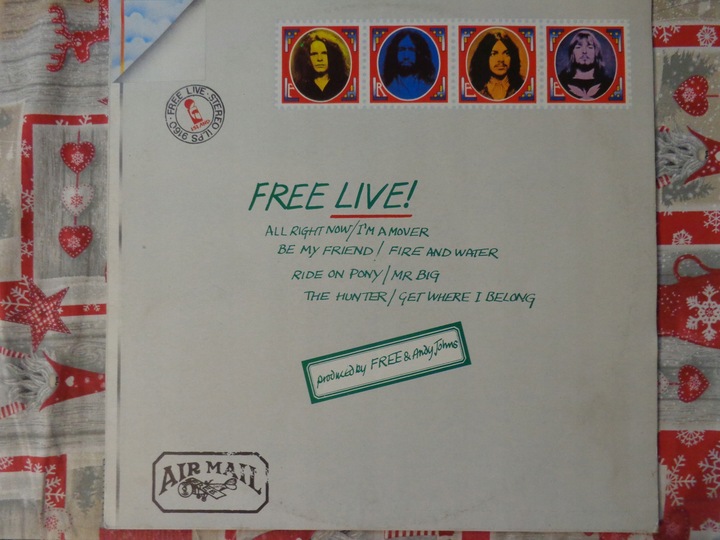 F R E E
FREE LIVE · STEREO ILPS 9160
ISLAND
FREE LIVE!
ALL RIGHT NOW/I'M A MOVER
BE MY FRIEND/ FIRE AND WATER
RIDE ON PONY/MR BIG
THE HUNTER/GET WHERE I BELONG
produced by FREE & Andy Johns
AIR MAIL